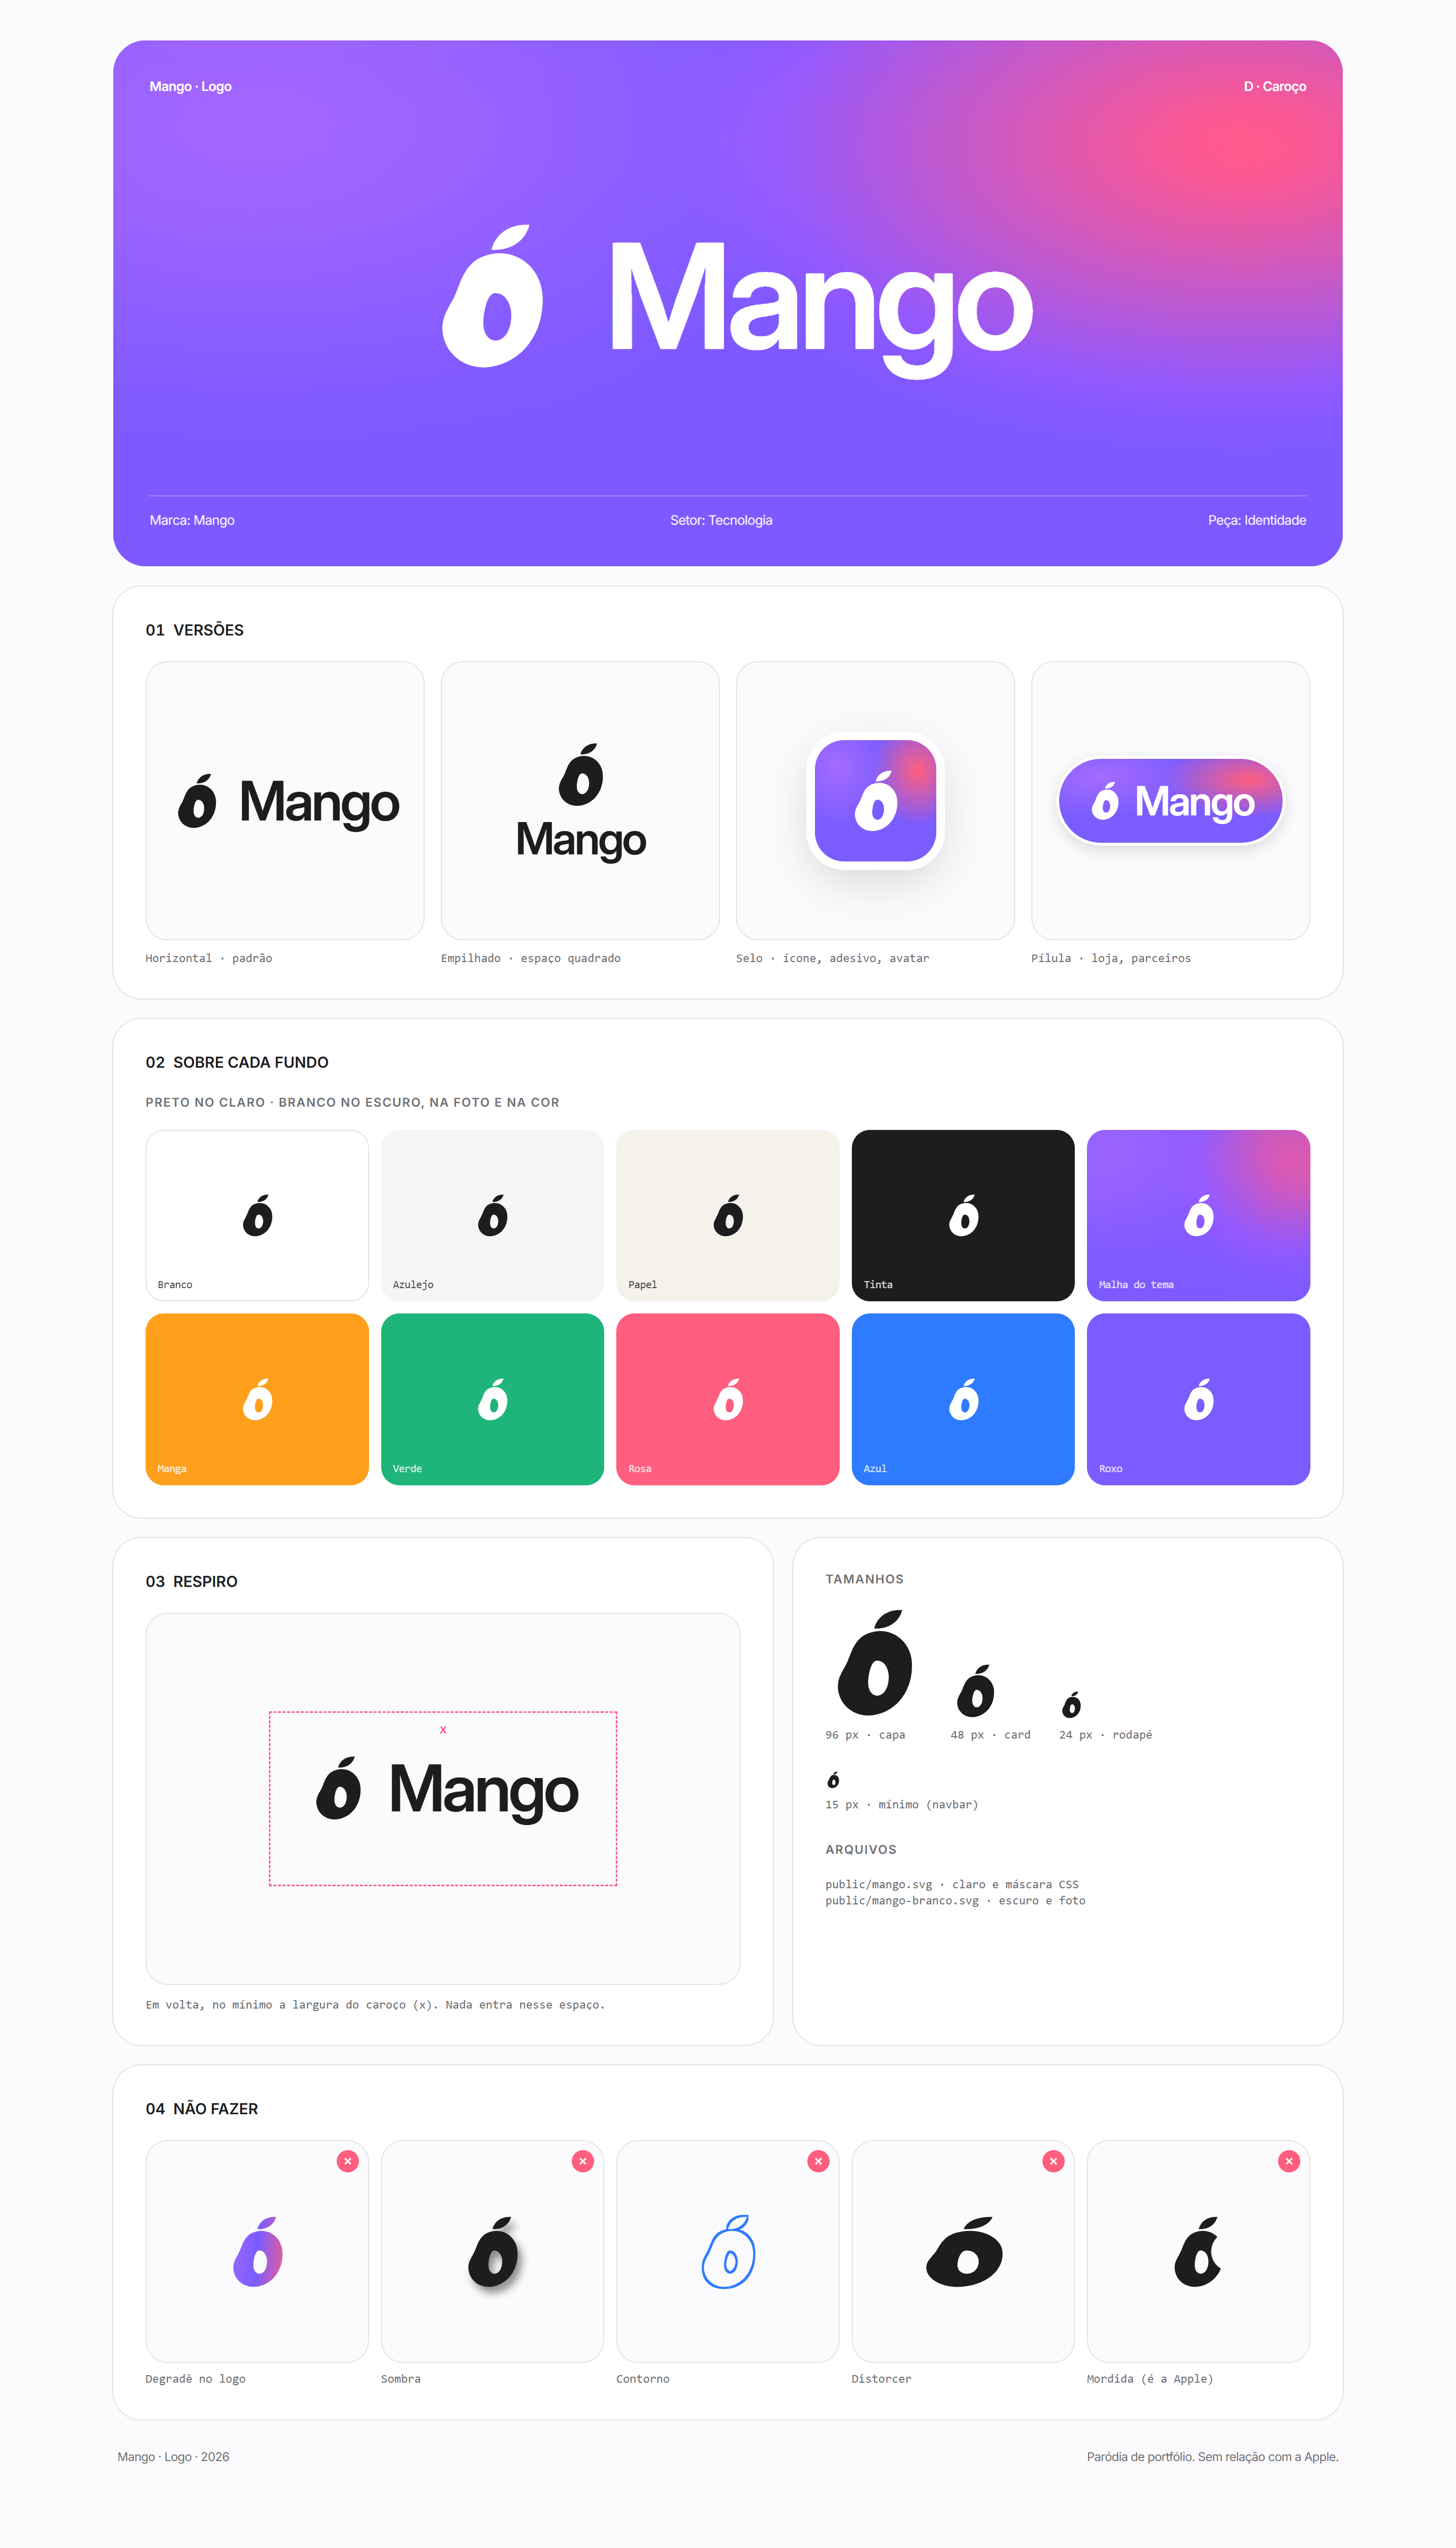 Mango · Logo
D · Caroço
Mango
Marca: Mango
Setor: Tecnologia
Peça: Identidade
01 VERSÕES
Mango
Mango
Mango
Horizontal · padrão
Empilhado · espaço quadrado
Selo · ícone, adesivo, avatar
Pílula · loja, parceiros
02 SOBRE CADA FUNDO
PRETO NO CLARO · BRANCO NO ESCURO, NA FOTO E NA COR
Branco
Azulejo
Papel
Tinta
Malha do tema
Manga
Verde
Rosa
Azul
Roxo
03 RESPIRO
x
Mango
Em volta, no mínimo a largura do caroço (x). Nada entra nesse espaço.
TAMANHOS
96 px · capa
48 px · card
24 px · rodapé
15 px · mínimo (navbar)
ARQUIVOS
public/mango.svg · claro e máscara CSS
public/mango-branco.svg · escuro e foto
04 NÃO FAZER
Degradê no logo
Sombra
Contorno
Distorcer
Mordida (é a Apple)
Mango · Logo · 2026
Paródia de portfólio. Sem relação com a Apple.